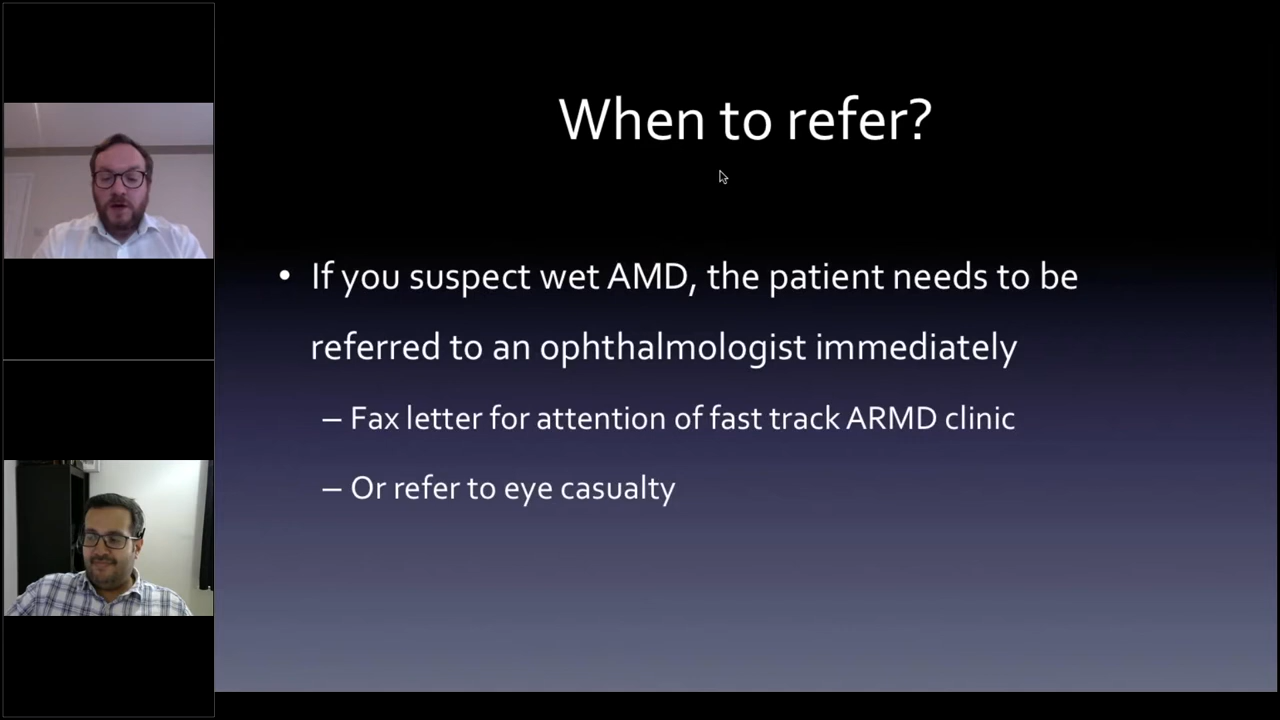 When to refer?
• If you suspect wet AMD, the patient needs to be
referred to an ophthalmologist immediately
– Fax letter for attention of fast track ARMD clinic
– Or refer to eye casualty